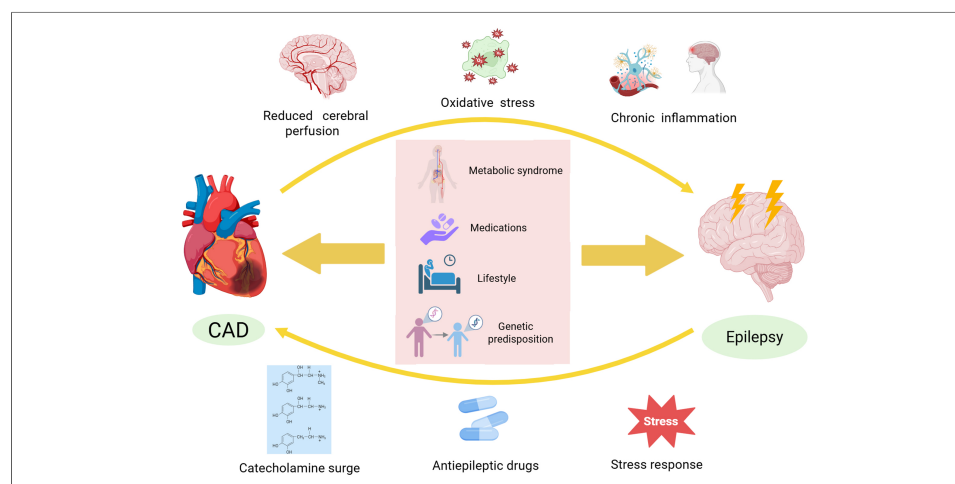 Reduced cerebral
perfusion
Oxidative stress
Chronic inflammation
Metabolic syndrome
Medications
Lifestyle
Genetic
predisposition
CAD
Epilepsy
Catecholamine surge
Antiepileptic drugs
Stress
Stress response